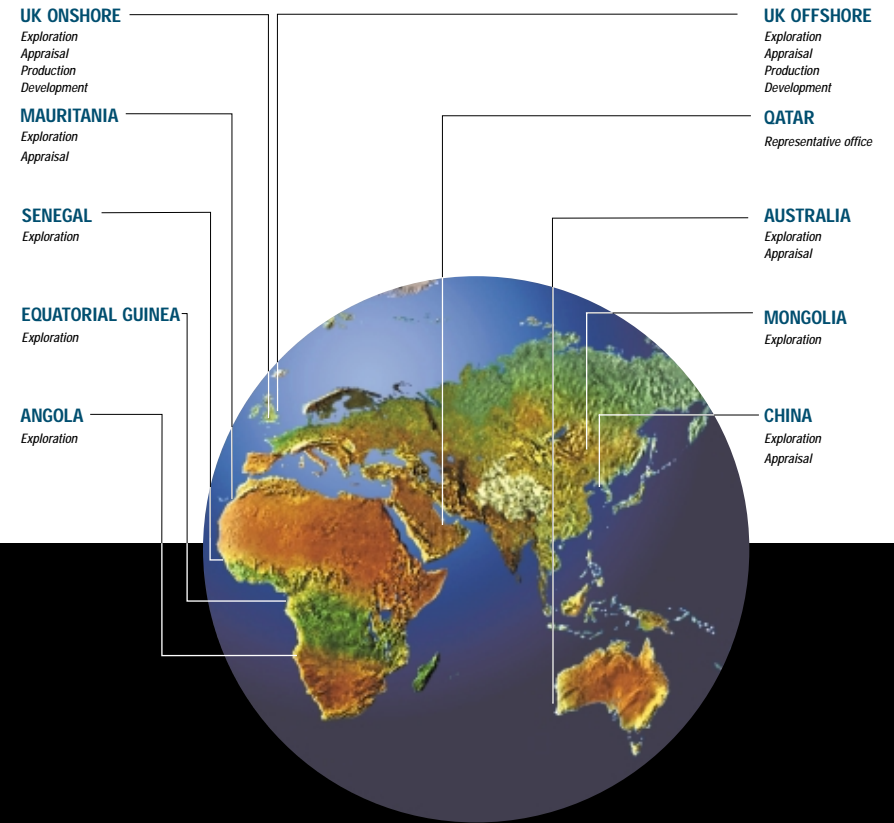 UK ONSHORE
Exploration
Appraisal
Production
Development
MAURITANIA
Exploration
Appraisal
SENEGAL
Exploration
EQUATORIAL GUINEA
Exploration
ANGOLA
Exploration
UK OFFSHORE
Exploration
Appraisal
Production
Development
QATAR
Representative office
AUSTRALIA
Exploration
Appraisal
MONGOLIA
Exploration
CHINA
Exploration
Appraisal